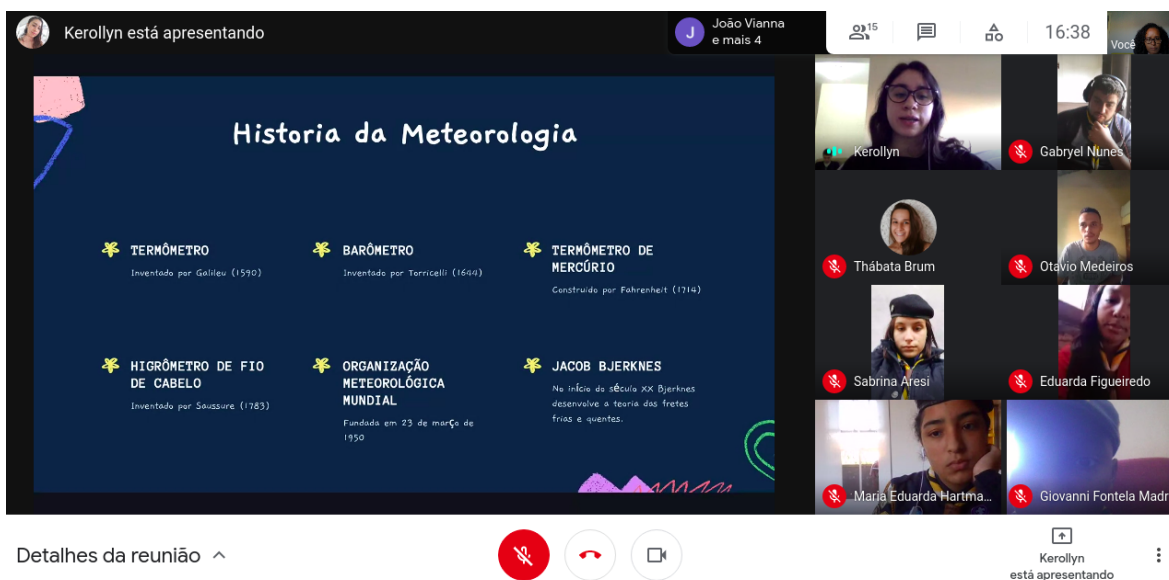 Kerollyn está apresentando
J
João Vianna
e mais 4
15
16:38
Você
Historia da Meteorologia
TERMÔMETRO
Inventado por Galileu (1590)
BARÔMETRO
Inventado por Torricelli (1644)
TERMÔMETRO DE
MERCÚRIO
Construido por Fahrenheit (1714)
HIGRÔMETRO DE FIO
DE CABELO
Inventado por Saussure (1783)
ORGANIZAÇÃO
METEOROLÓGICA
MUNDIAL
Fundada em 23 de março de
1950
JACOB BJERKNES
No início do século XX Bjerknes
desenvolve a teoria das fretes
frias e quentes.
Kerollyn
Gabryel Nunes
Thábata Brum
Otavio Medeiros
Sabrina Aresi
Eduarda Figueiredo
Maria Eduarda Hartma...
Giovanni Fontela Madr
Detalhes da reunião
Kerollyn
está apresentando